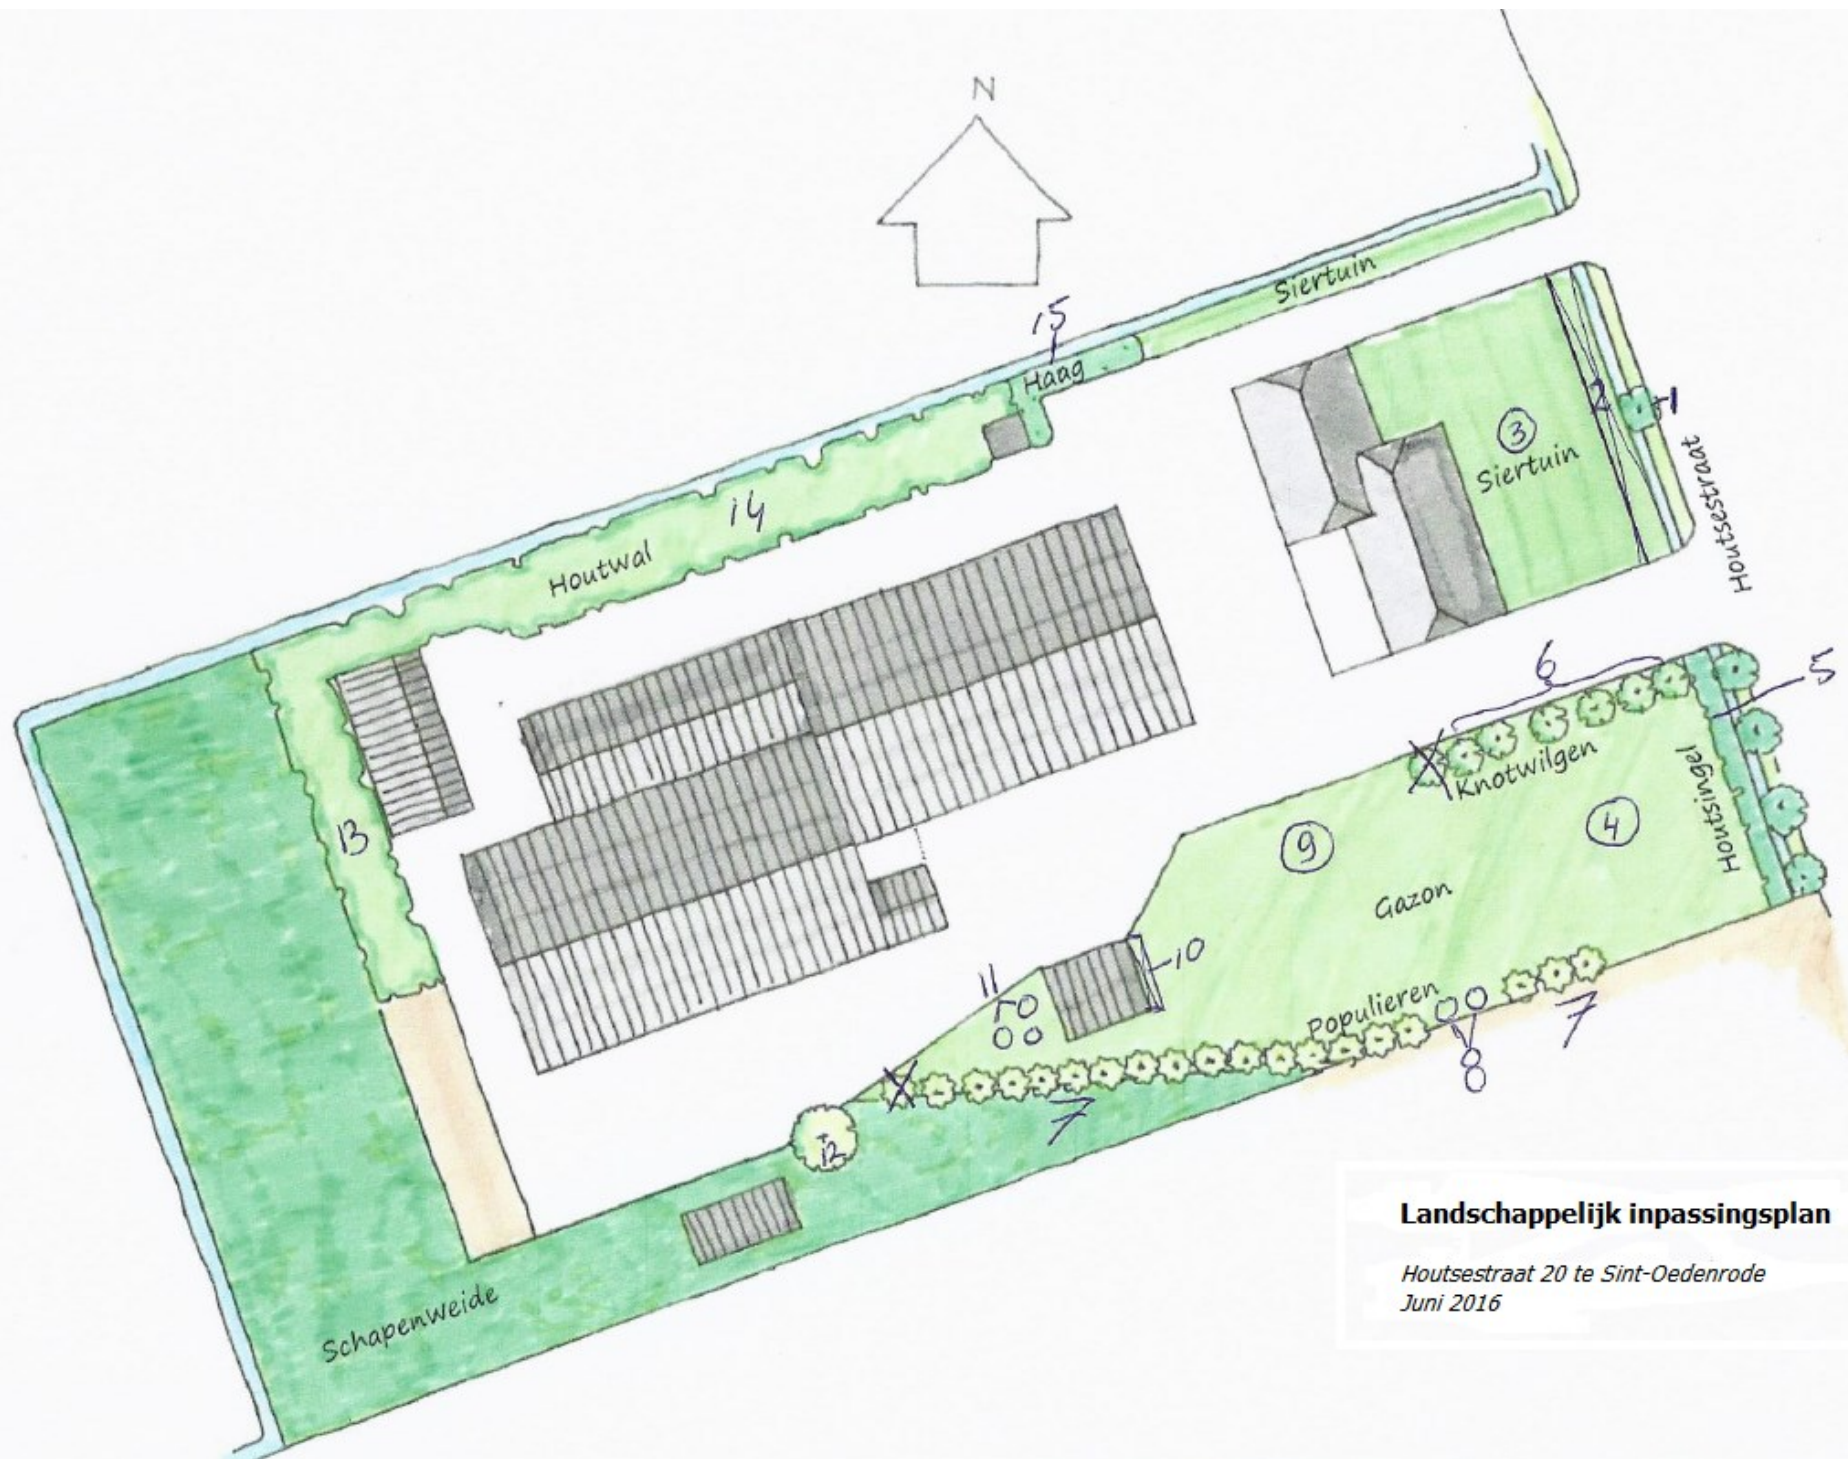 N
Siertuin
15
Haag
1
2
3
Siertuin
Houtsestraat
14
Houtwal
6
5
Knotwilgen
Houtsingel
13
9
4
Gazon
10
11
Populieren
7
8
7
12
Schapenweide
Landschappelijk inpassingsplan
Houtsestraat 20 te Sint-Oedenrode
Juni 2016